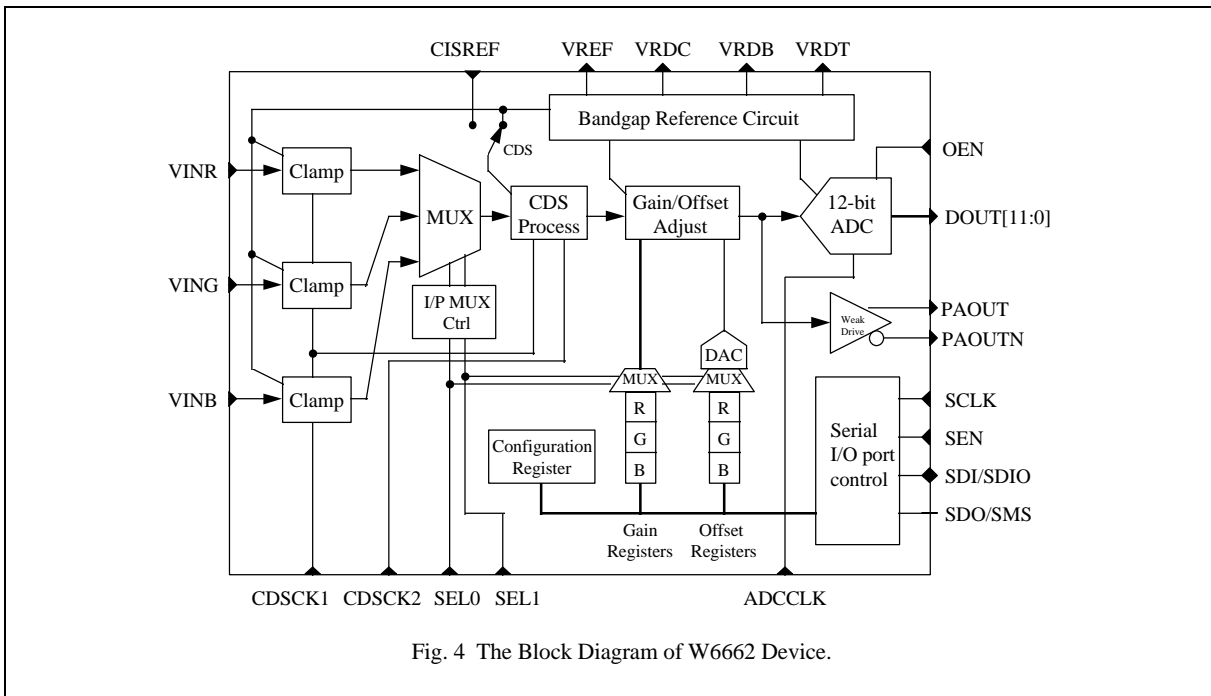 CISREF VREF VRDC VRDB VRDT
Bandgap Reference Circuit
CDS
OEN
VINR
Clamp
MUX
CDS
Process
Gain/Offset
Adjust
12-bit
ADC
DOUT[11:0]
VING
Clamp
I/P MUX
Ctrl
PAOUT
Weak
Drive
PAOUTN
DAC
MUX
MUX
VINB
Clamp
SCLK
R
R
Serial
I/O port
control
SEN
Configuration
Register
G
G
B
B
SDI/SDIO
SDO/SMS
Gain
Registers
Offset
Registers
CDSCK1 CDSCK2 SEL0 SEL1 ADCCLK
Fig. 4 The Block Diagram of W6662 Device.